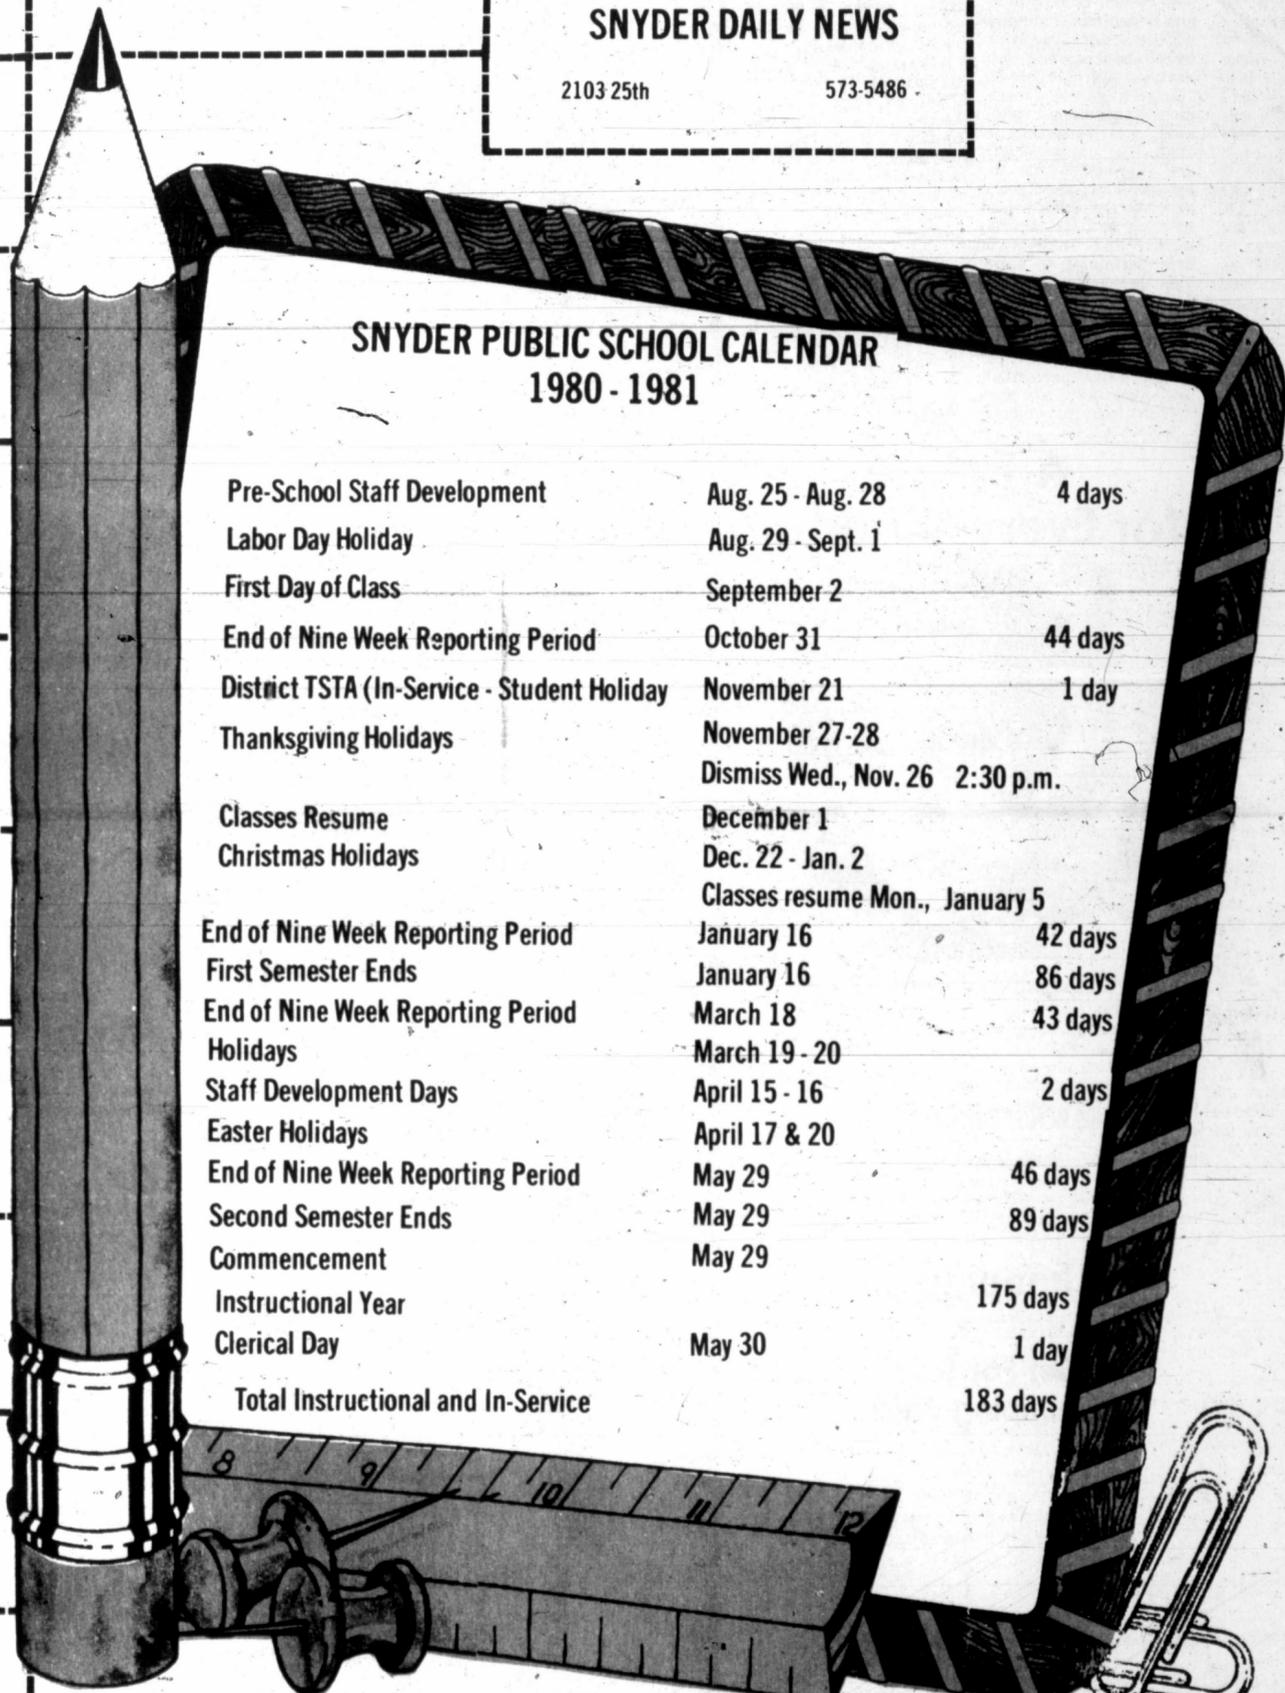 SNYDER DAILY NEWS
2103 25th 573-5486
SNYDER PUBLIC SCHOOL CALENDAR
1980 - 1981
Pre-School Staff Development Aug. 25 - Aug. 28 4 days
Labor Day Holiday Aug. 29 - Sept. 1
First Day of Class September 2
End of Nine Week Reporting Period October 31 44 days
District TSTA (In-Service - Student Holiday November 21 1 day
Thanksgiving Holidays November 27-28
Dismiss Wed., Nov. 26 2:30 p.m.
Classes Resume December 1
Christmas Holidays Dec. 22 - Jan. 2
Classes resume Mon., January 5
End of Nine Week Reporting Period January 16 42 days
First Semester Ends January 16 86 days
End of Nine Week Reporting Period March 18 43 days
Holidays March 19 - 20
Staff Development Days April 15 - 16 2 days
Easter Holidays April 17 & 20
End of Nine Week Reporting Period May 29 46 days
Second Semester Ends May 29 89 days
Commencement May 29
Instructional Year 175 days
Clerical Day May 30 1 day
Total Instructional and In-Service 183 days
8 9 10 11 12